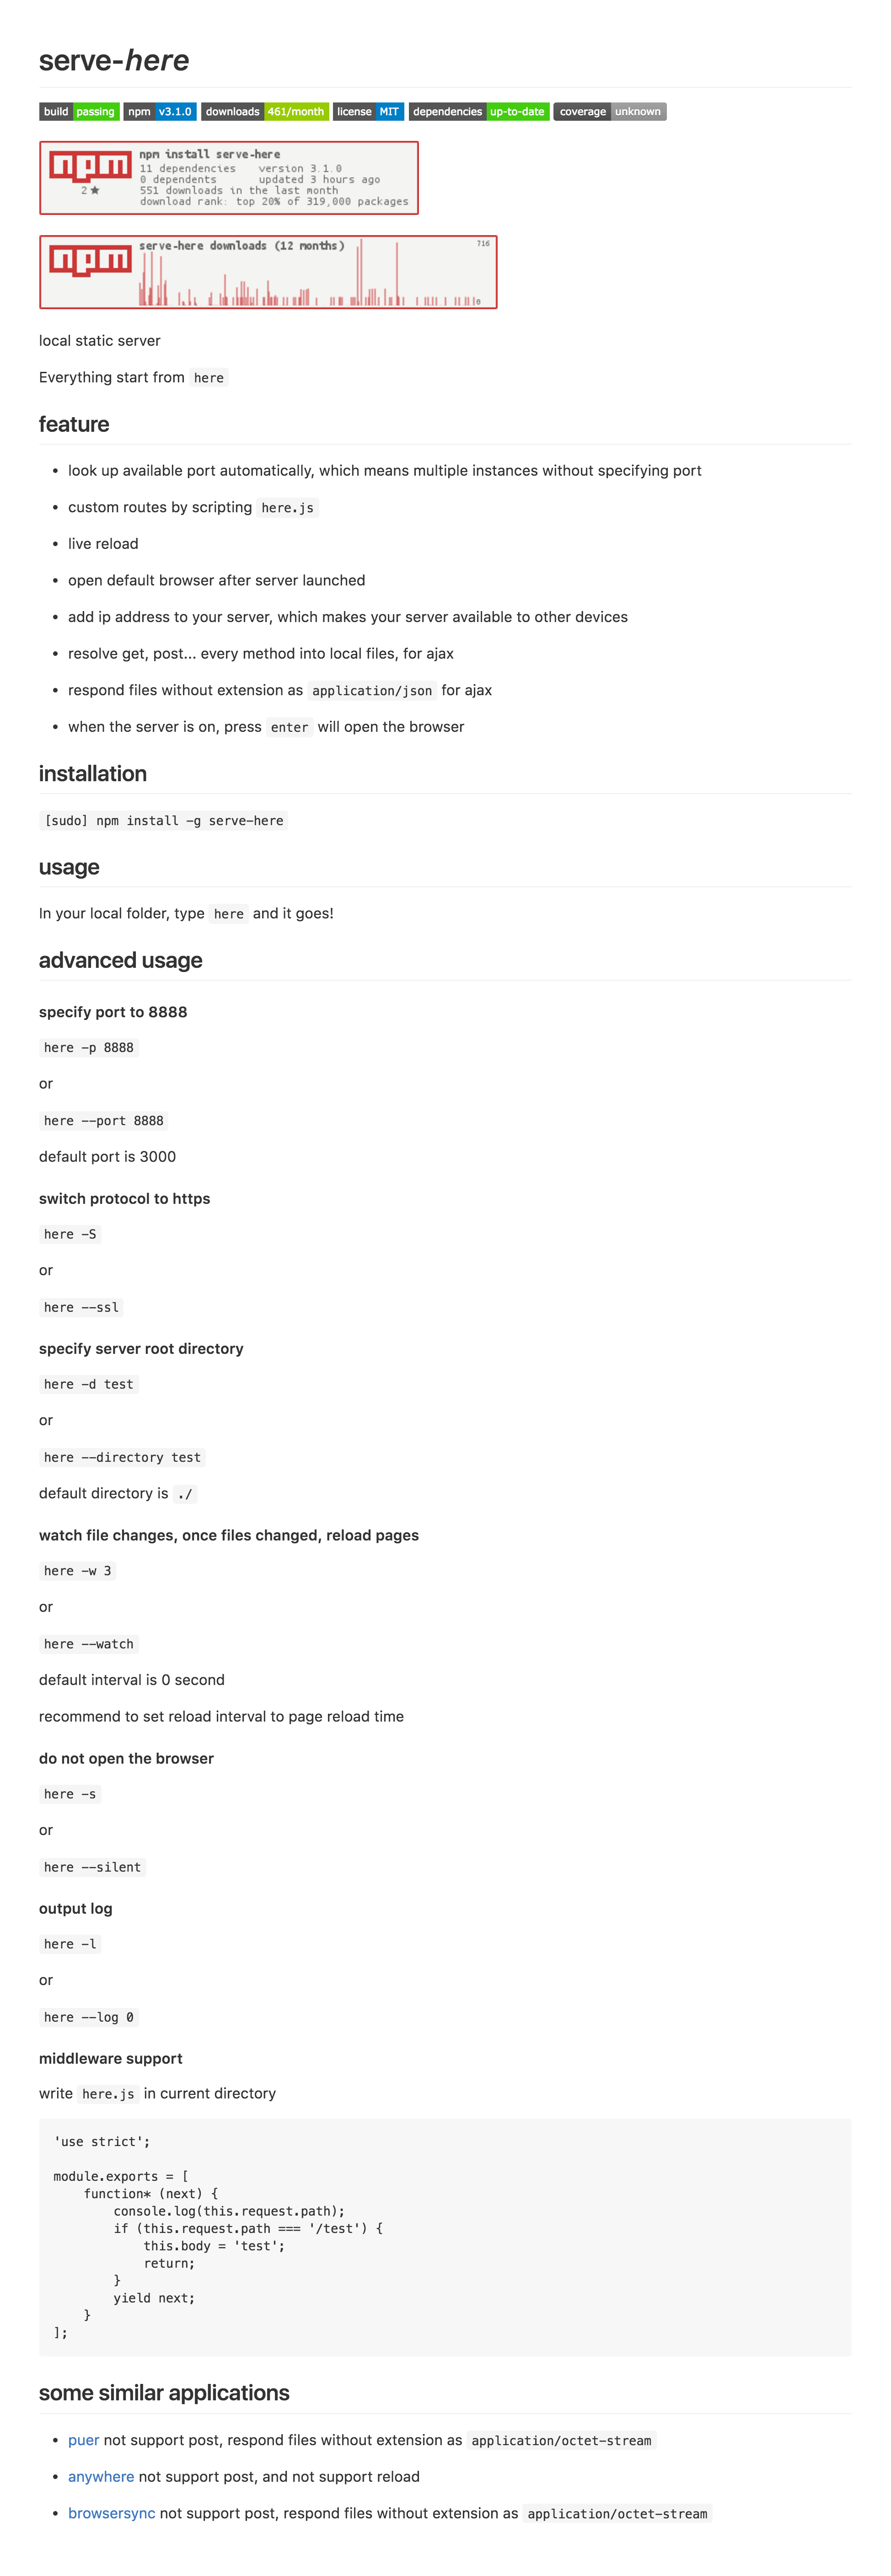 serve-here
build passing npm v3.1.0 downloads 461/month license MIT dependencies up-to-date coverage unknown
npm
2 ★
npm install serve-here
11 dependencies version 3.1.0
0 dependents updated 3 hours ago
551 downloads in the last month
download rank: top 20% of 319,000 packages
npm
serve-here downloads (12 months)
716
0
local static server
Everything start from here
feature
• look up available port automatically, which means multiple instances without specifying port
• custom routes by scripting here.js
• live reload
• open default browser after server launched
• add ip address to your server, which makes your server available to other devices
• resolve get, post... every method into local files, for ajax
• respond files without extension as application/json for ajax
• when the server is on, press enter will open the browser
installation
[sudo] npm install -g serve-here
usage
In your local folder, type here and it goes!
advanced usage
specify port to 8888
here -p 8888
or
here --port 8888
default port is 3000
switch protocol to https
here -S
or
here --ssl
specify server root directory
here -d test
or
here --directory test
default directory is ./
watch file changes, once files changed, reload pages
here -w 3
or
here --watch
default interval is 0 second
recommend to set reload interval to page reload time
do not open the browser
here -s
or
here --silent
output log
here -l
or
here --log 0
middleware support
write here.js in current directory
'use strict';
module.exports = [
    function* (next) {
        console.log(this.request.path);
        if (this.request.path === '/test') {
            this.body = 'test';
            return;
        }
        yield next;
    }
];
some similar applications
• puer not support post, respond files without extension as application/octet-stream
• anywhere not support post, and not support reload
• browsersync not support post, respond files without extension as application/octet-stream